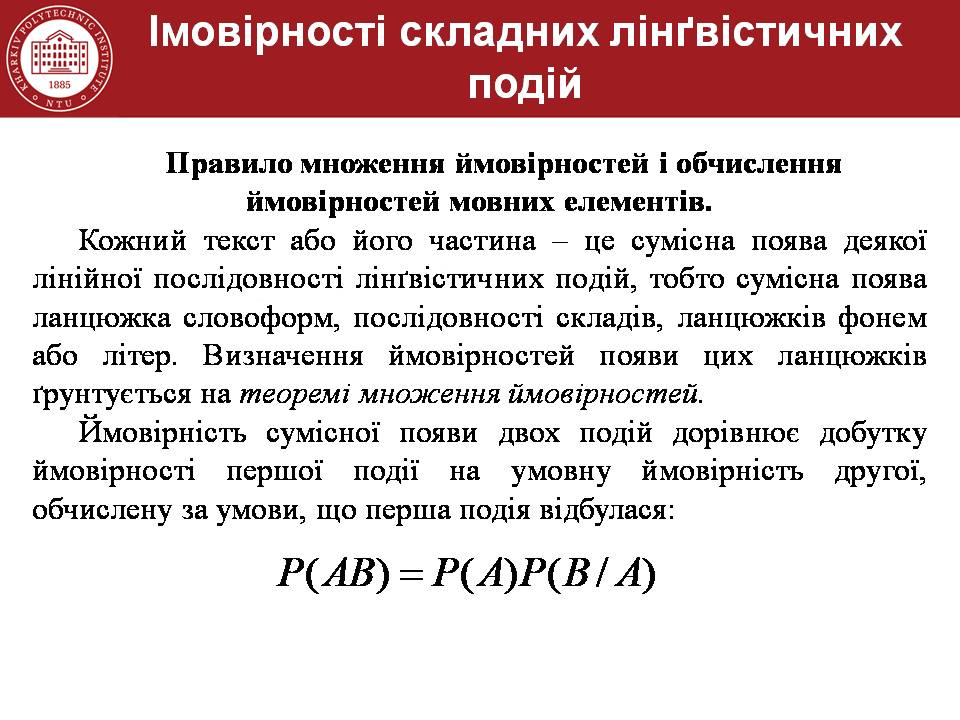 KHARKIV POLYTECHNIC INSTITUTE
1885
NTU
Імовірності складних лінґвістичних
подій
Правило множення ймовірностей і обчислення
ймовірностей мовних елементів.
Кожний текст або його частина – це сумісна поява деякої
лінійної послідовності лінґвістичних подій, тобто сумісна поява
ланцюжка словоформ, послідовності складів, ланцюжків фонем
або літер. Визначення ймовірностей появи цих ланцюжків
ґрунтується на теоремі множення ймовірностей.
Ймовірність сумісної появи двох подій дорівнює добутку
ймовірності першої події на умовну ймовірність другої,
обчислену за умови, що перша подія відбулася:
P(AB) = P(A)P(B / A)